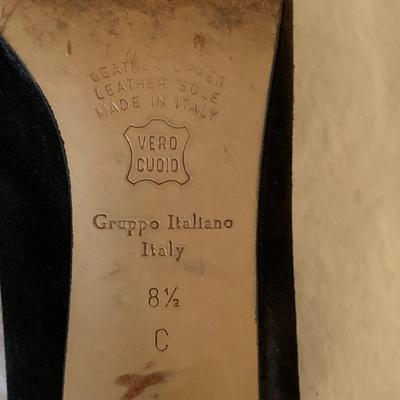 LEATHER UPPER
LEATHER SOLE
MADE IN ITALY
VERO
CUOIO
Gruppo Italiano
Italy
8½
C